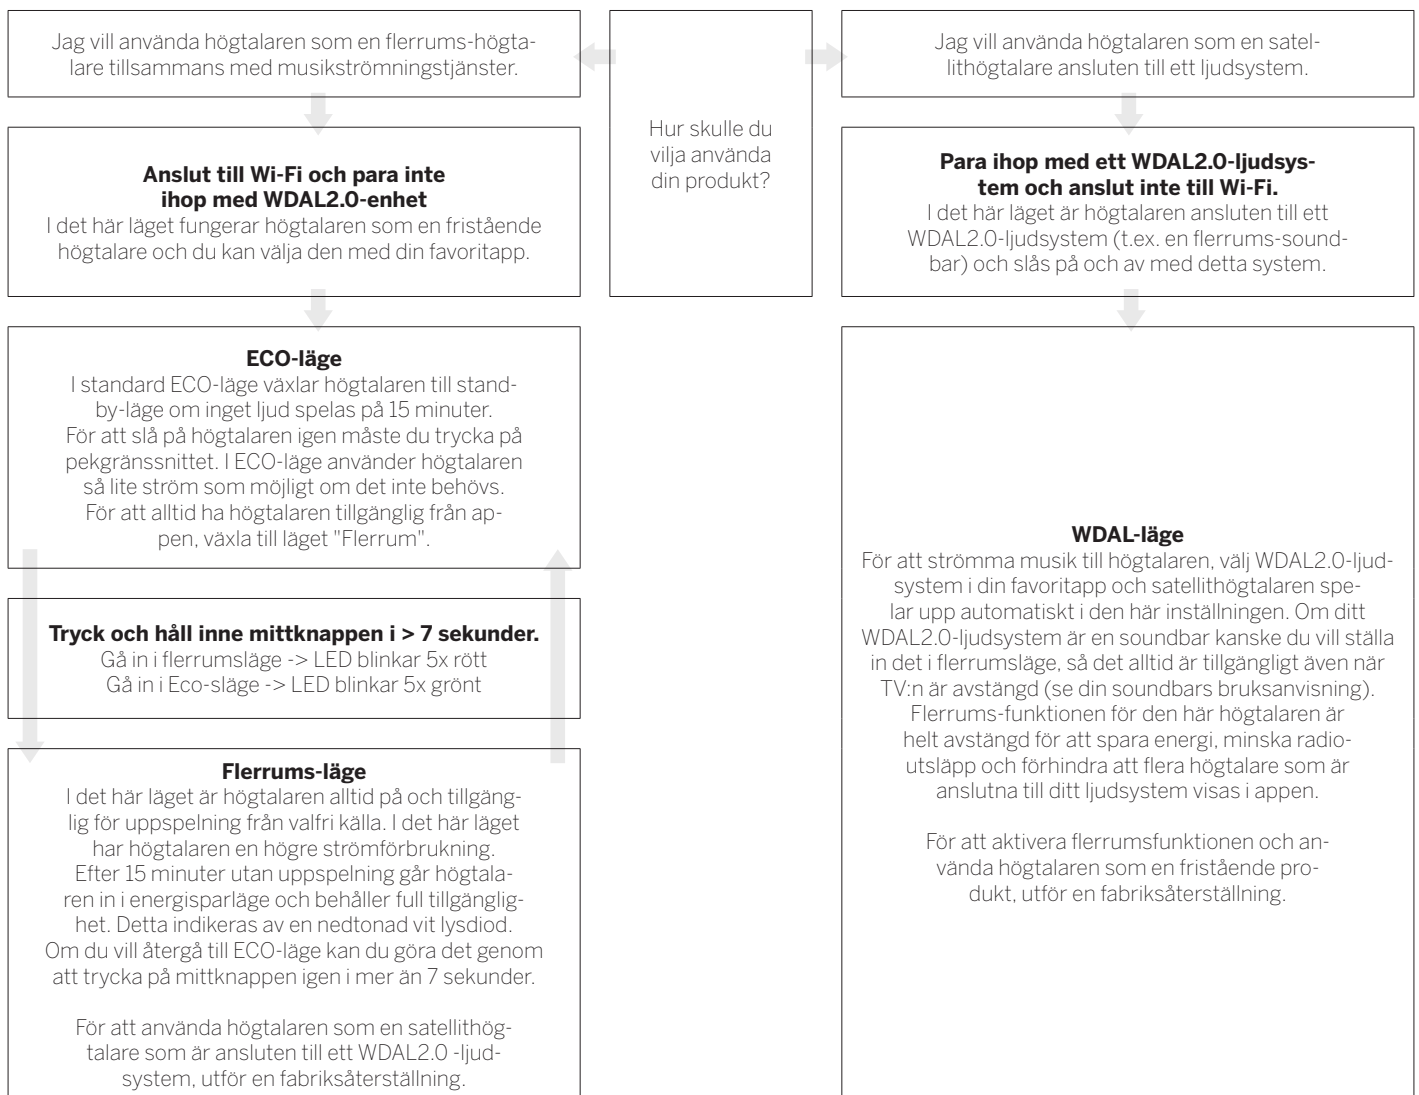 Hur skulle du
vilja använda
din produkt?
Jag vill använda högtalaren som en flerrums-högta-
lare tillsammans med musikströmningstjänster.
Anslut till Wi-Fi och para inte
ihop med WDAL2.0-enhet
I det här läget fungerar högtalaren som en fristående
högtalare och du kan välja den med din favoritapp.
ECO-läge
I standard ECO-läge växlar högtalaren till stand-
by-läge om inget ljud spelas på 15 minuter.
För att slå på högtalaren igen måste du trycka på
pekgränssnittet. I ECO-läge använder högtalaren
så lite ström som möjligt om det inte behövs.
För att alltid ha högtalaren tillgänglig från ap-
pen, växla till läget "Flerrum".
Tryck och håll inne mittknappen i > 7 sekunder.
Gå in i flerrumsläge -> LED blinkar 5x rött
Gå in i Eco-släge -> LED blinkar 5x grönt
Flerrums-läge
I det här läget är högtalaren alltid på och tillgäng-
lig för uppspelning från valfri källa. I det här läget
har högtalaren en högre strömförbrukning.
Efter 15 minuter utan uppspelning går högtala-
ren in i energisparläge och behåller full tillgänglig-
het. Detta indikeras av en nedtonad vit lysdiod.
Om du vill återgå till ECO-läge kan du göra det genom
att trycka på mittknappen igen i mer än 7 sekunder.
För att använda högtalaren som en satellithög-
talare som är ansluten till ett WDAL2.0 -ljud-
system, utför en fabriksåterställning.
Jag vill använda högtalaren som en satel-
lithögtalare ansluten till ett ljudsystem.
Para ihop med ett WDAL2.0-ljudsys-
tem och anslut inte till Wi-Fi.
I det här läget är högtalaren ansluten till ett
WDAL2.0-ljudsystem (t.ex. en flerrums-sound-
bar) och slås på och av med detta system.
WDAL-läge
För att strömma musik till högtalaren, välj WDAL2.0-ljud-
system i din favoritapp och satellithögtalaren spe-
lar upp automatiskt i den här inställningen. Om ditt
WDAL2.0-ljudsystem är en soundbar kanske du vill ställa
in det i flerrumsläge, så det alltid är tillgängligt även när
TV:n är avstängd (se din soundbars bruksanvisning).
Flerrums-funktionen för den här högtalaren är
helt avstängd för att spara energi, minska radio-
utsläpp och förhindra att flera högtalare som är
anslutna till ditt ljudsystem visas i appen.
För att aktivera flerrumsfunktionen och an-
vända högtalaren som en fristående pro-
dukt, utför en fabriksåterställning.